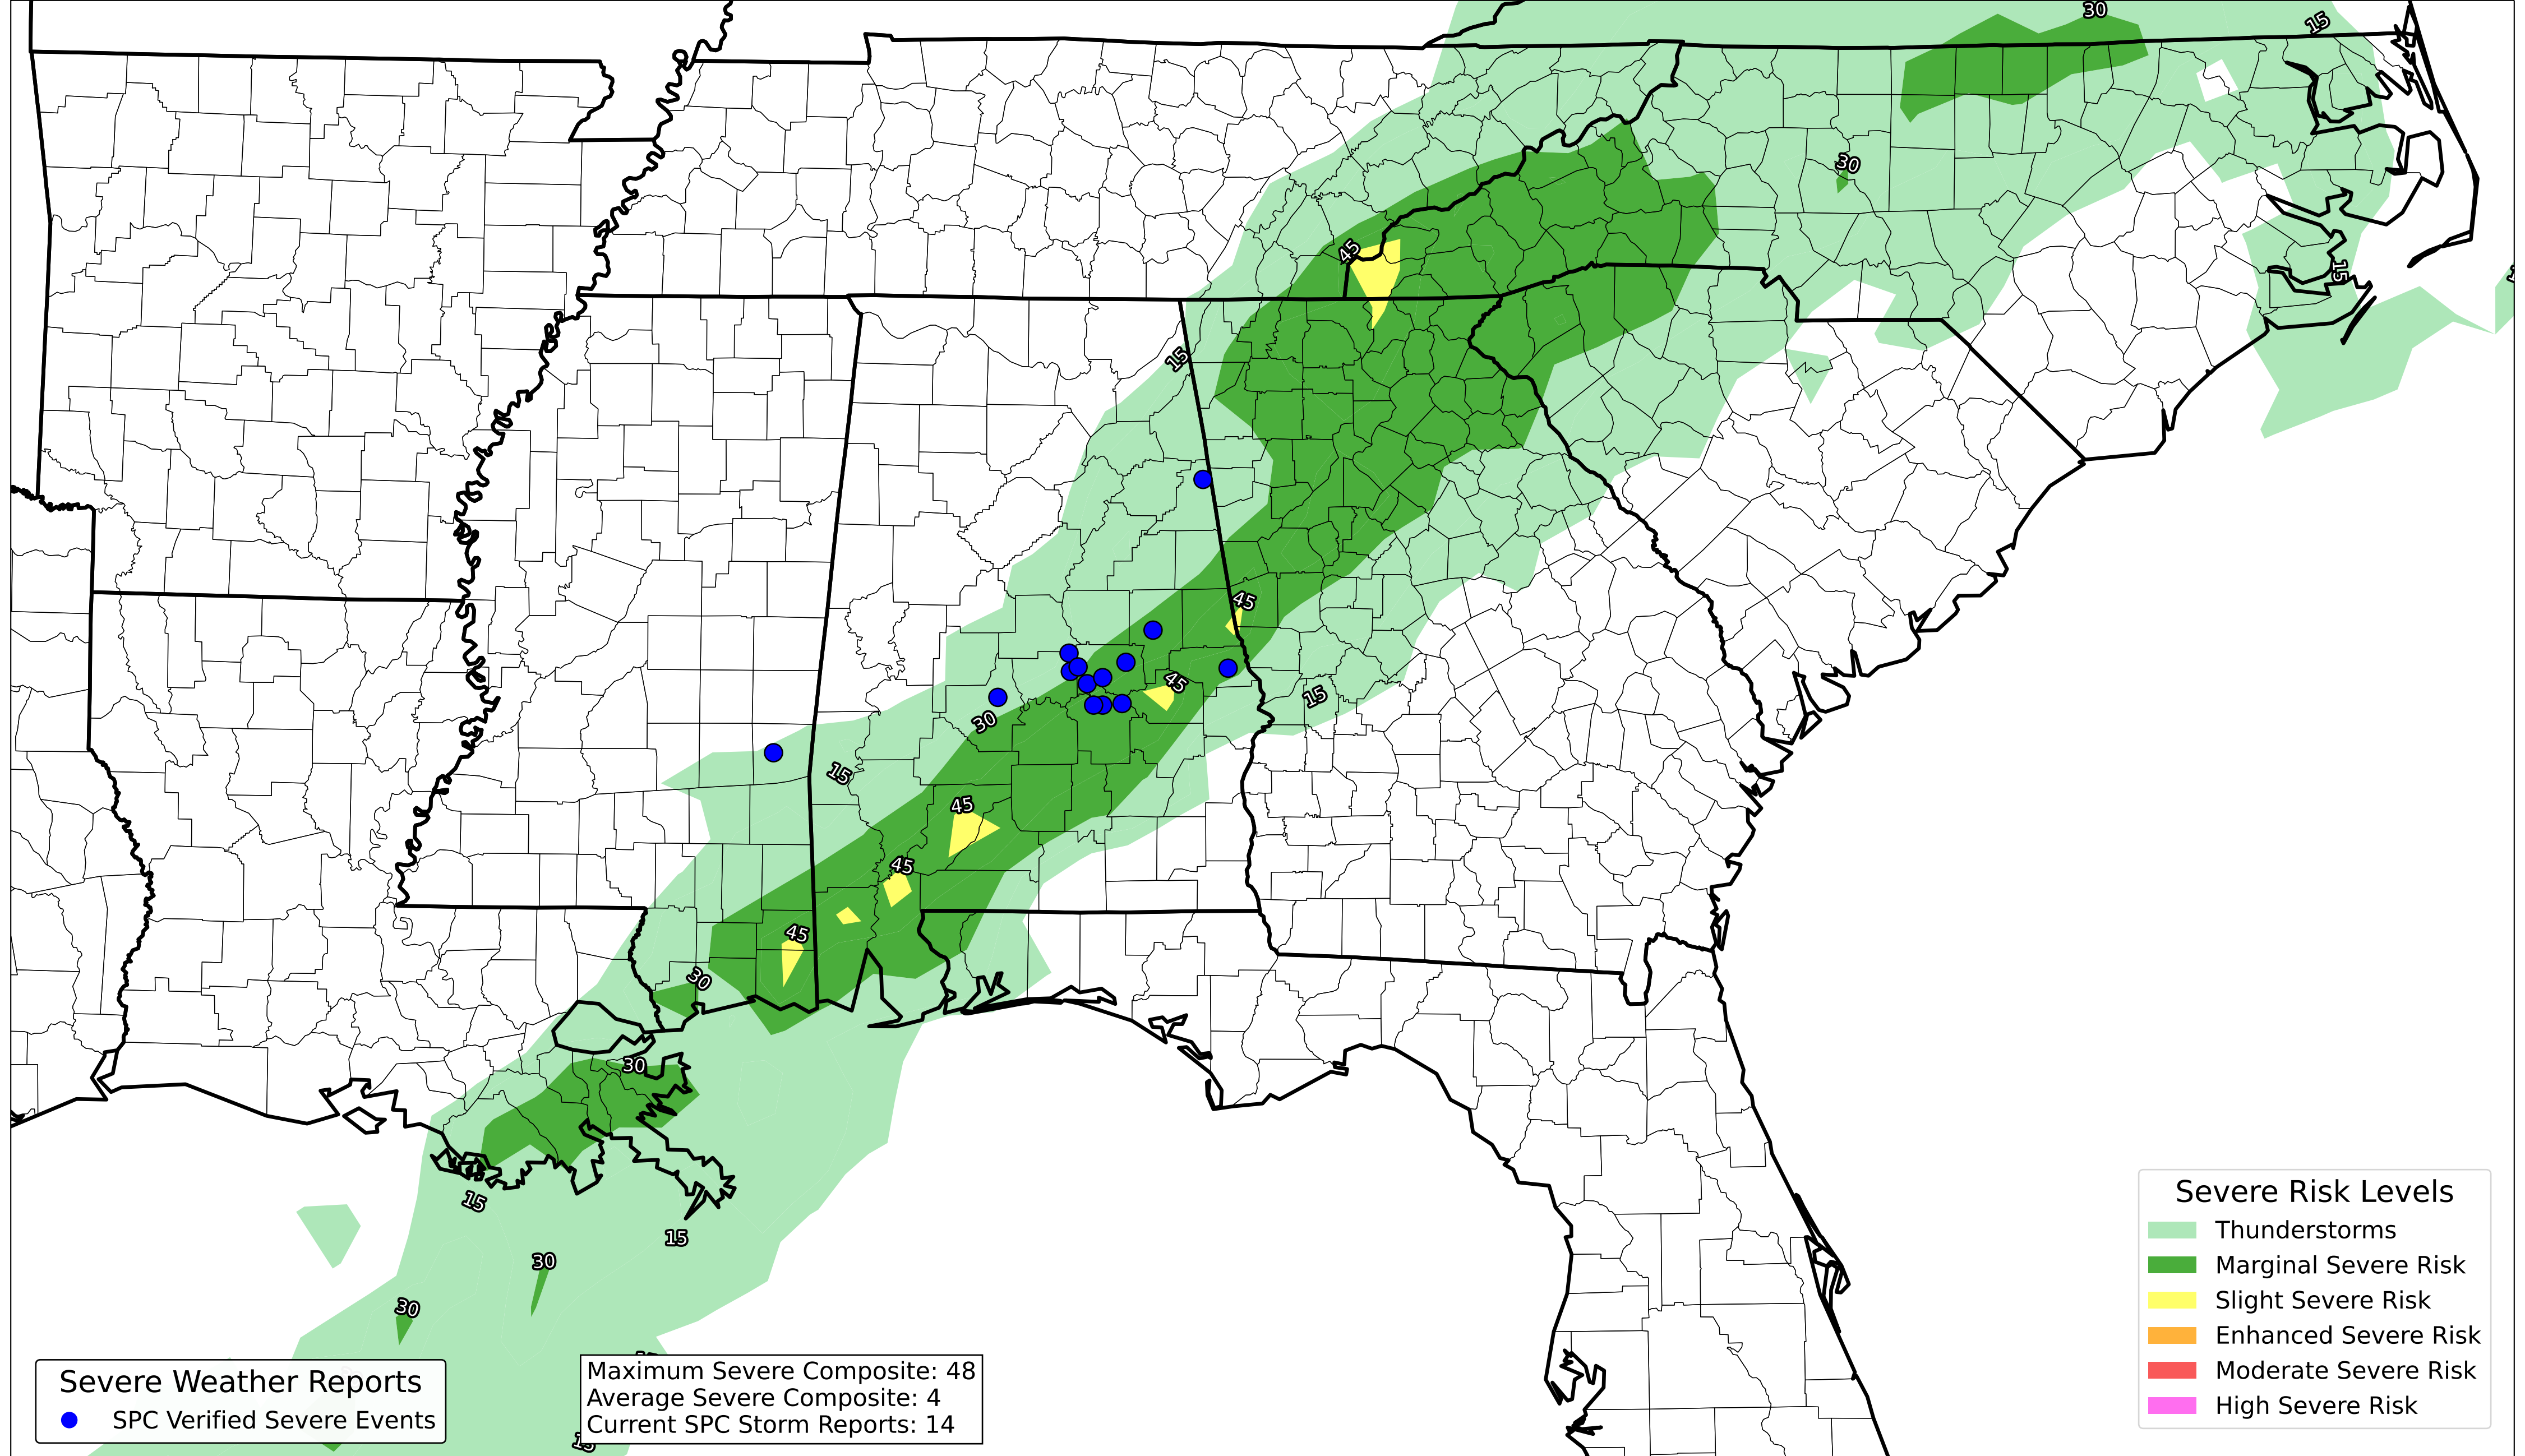 30
15
30
45
15
15
45
45
15
30
15
45
45
45
30
30
15
15
30
30
15
Severe Weather Reports
SPC Verified Severe Events
Maximum Severe Composite: 48
Average Severe Composite: 4
Current SPC Storm Reports: 14
Severe Risk Levels
Thunderstorms
Marginal Severe Risk
Slight Severe Risk
Enhanced Severe Risk
Moderate Severe Risk
High Severe Risk